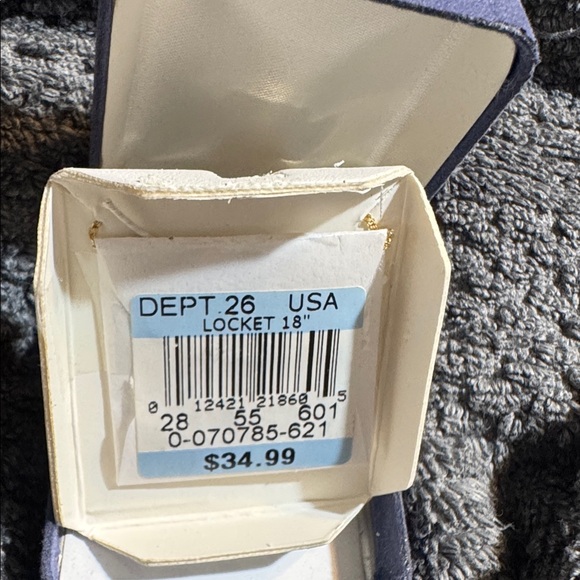 DEPT. 26 USA
LOCKET 18"
0 12421 21860 5
28 55 601
0-070785-621
$34.99